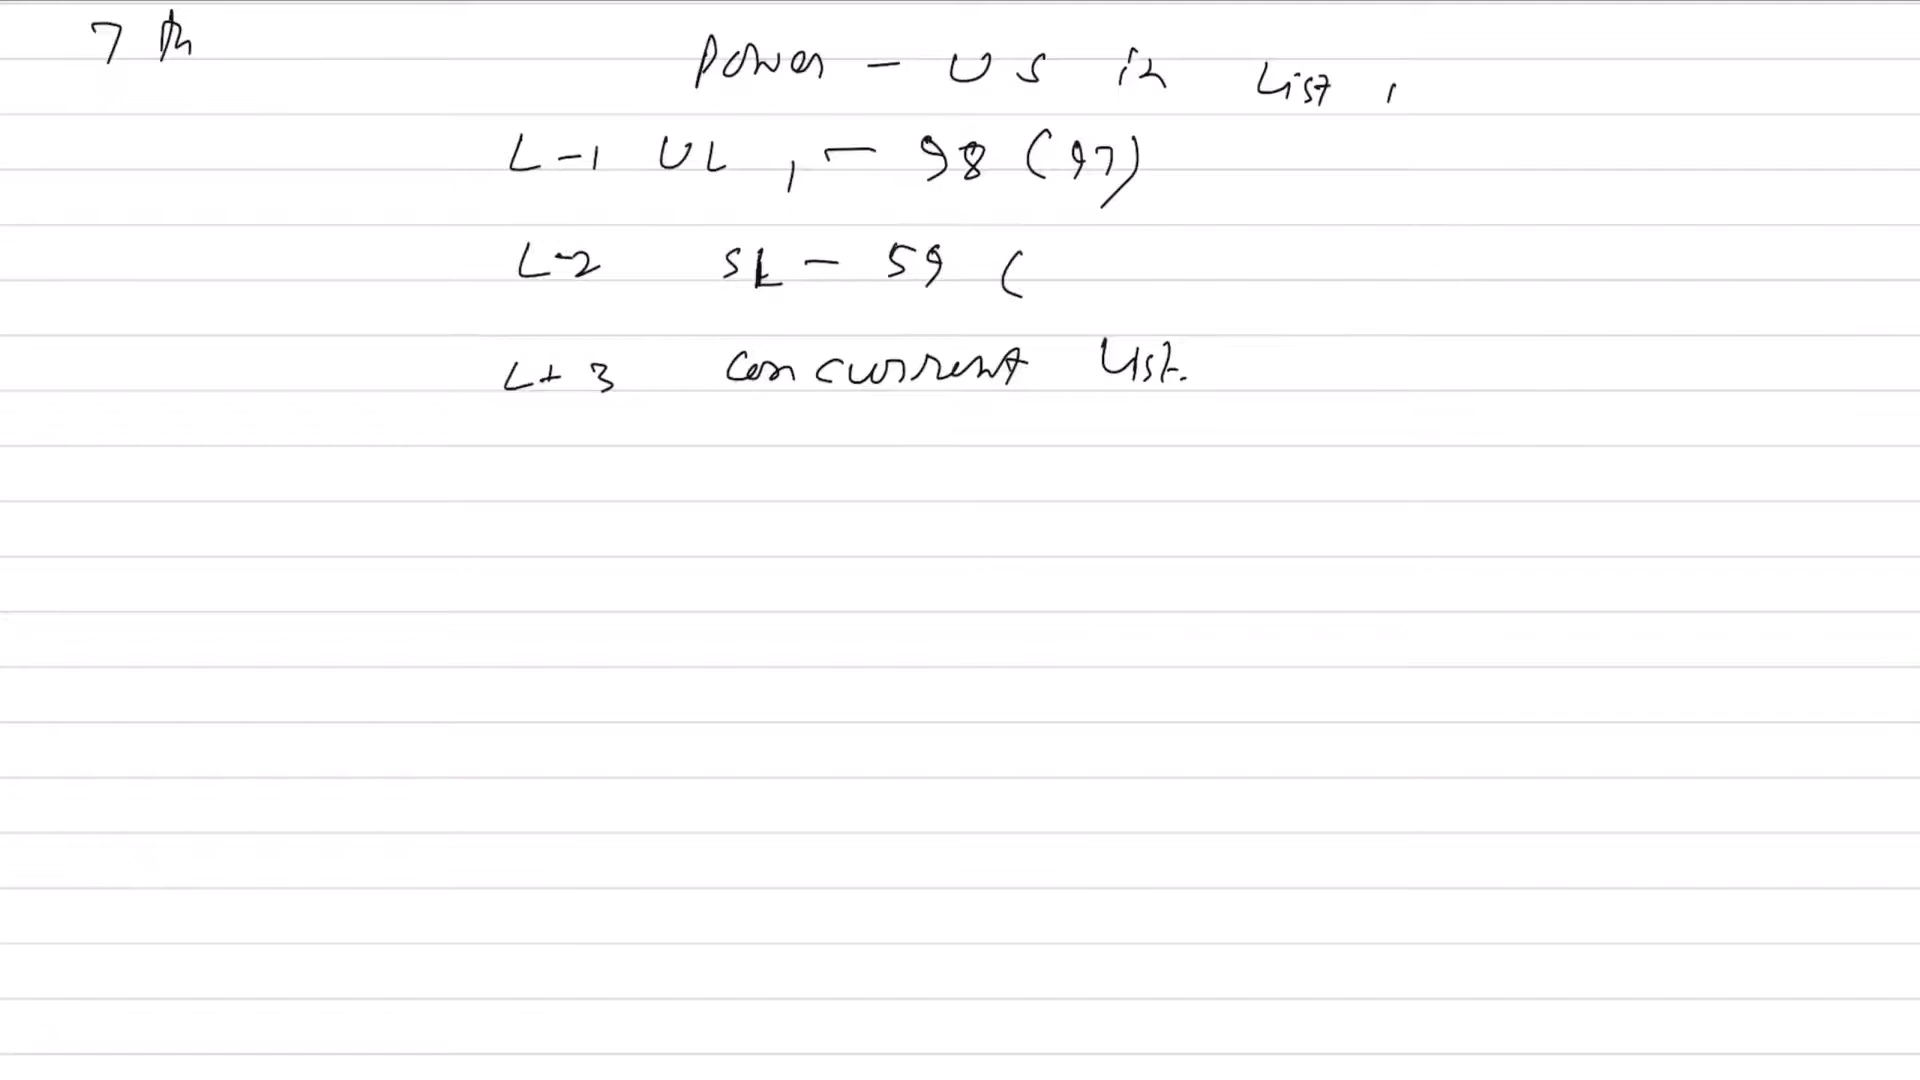 7 th
Power - US in List ,
L-1 UL , - 98 (97)
L-2 SL - 59 (
L+3 Concurrent List.